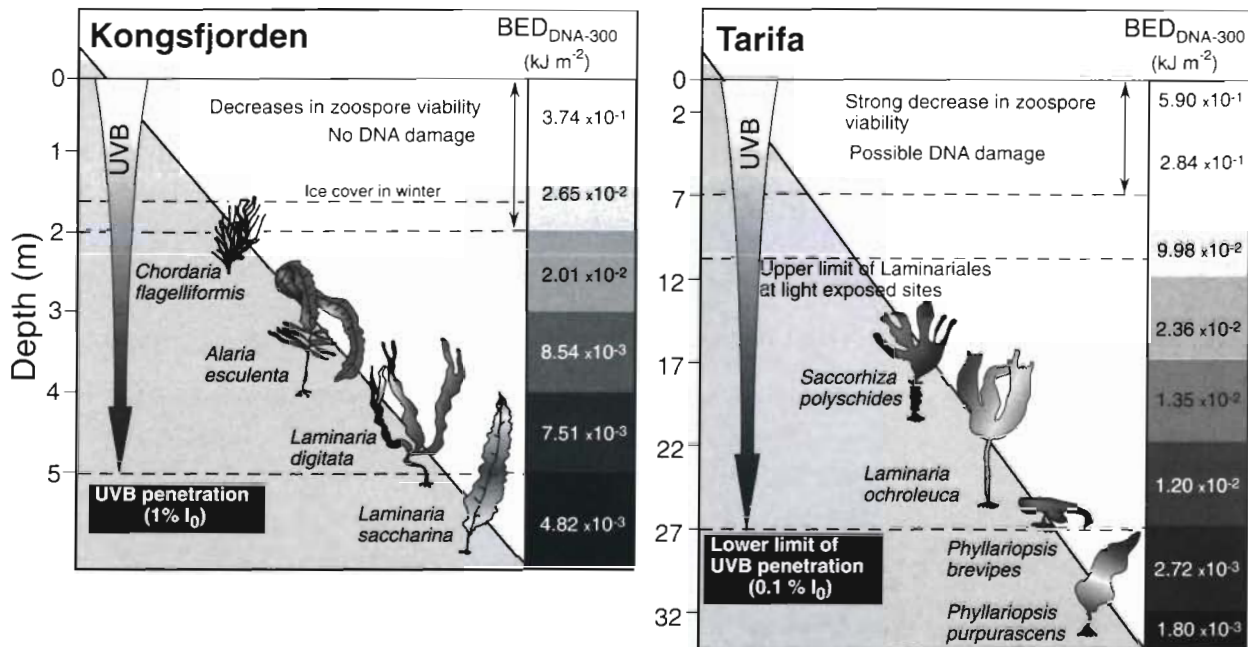 Kongsfjorden
BED DNA-300
(kJ m-2)
Depth (m)
0
1
2
3
4
5
UVB
Decreases in zoospore viability
No DNA damage
Ice cover in winter
Chordaria
flagelliformis
Alaria
esculenta
Laminaria
digitata
Laminaria
saccharina
UVB penetration
(1% I0)
3.74 x10-1
2.65 x10-2
2.01 x10-2
8.54 x10-3
7.51 x10-3
4.82 x10-3
Tarifa
BED DNA-300
(kJ m-2)
0
2
7
12
17
22
27
32
UVB
Strong decrease in zoospore
viability
Possible DNA damage
Upper limit of Laminariales
at light exposed sites
Saccorhiza
polyschides
Laminaria
ochroleuca
Phyllariopsis
brevipes
Phyllariopsis
purpurascens
Lower limit of
UVB penetration
(0.1 % I0)
5.90 x10-1
2.84 x10-1
9.98 x10-2
2.36 x10-2
1.35 x10-2
1.20 x10-2
2.72 x10-3
1.80 x10-3